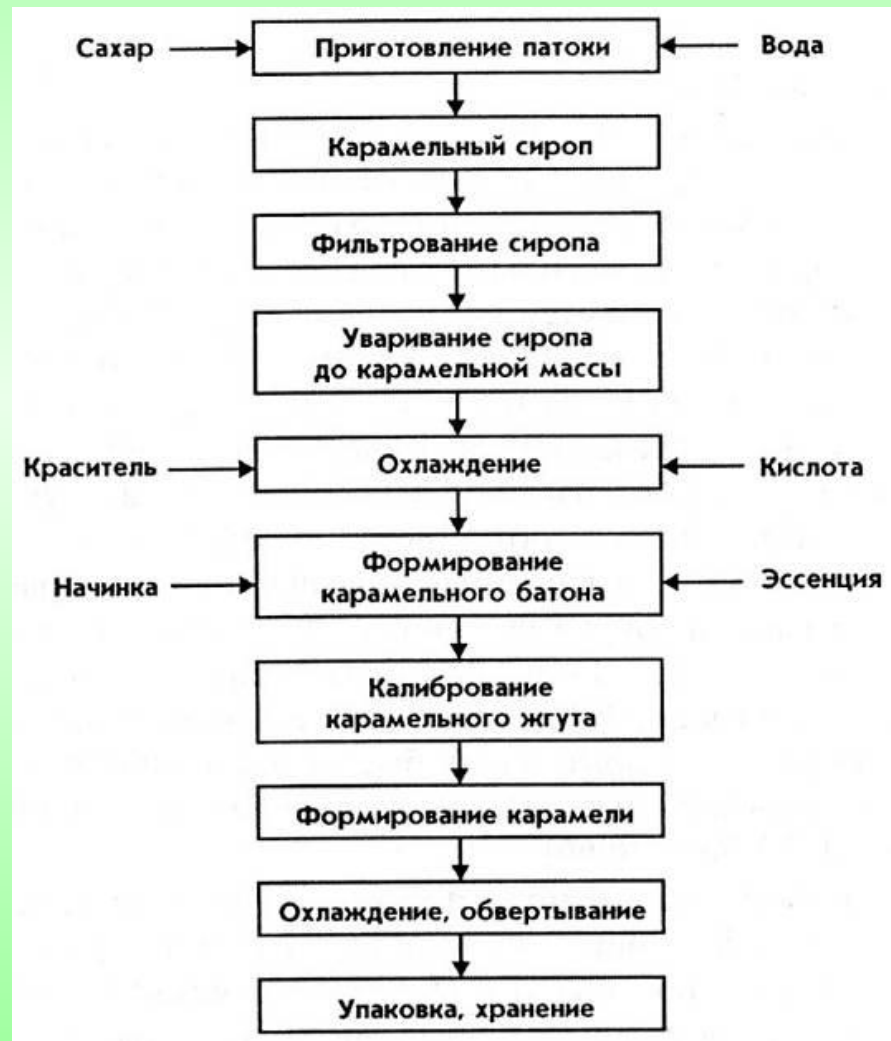 Сахар
Приготовление патоки
Вода
Карамельный сироп
Фильтрование сиропа
Уваривание сиропа
до карамельной массы
Краситель
Охлаждение
Кислота
Начинка
Формирование
карамельного батона
Эссенция
Калибрование
карамельного жгута
Формирование карамели
Охлаждение, обвертывание
Упаковка, хранение